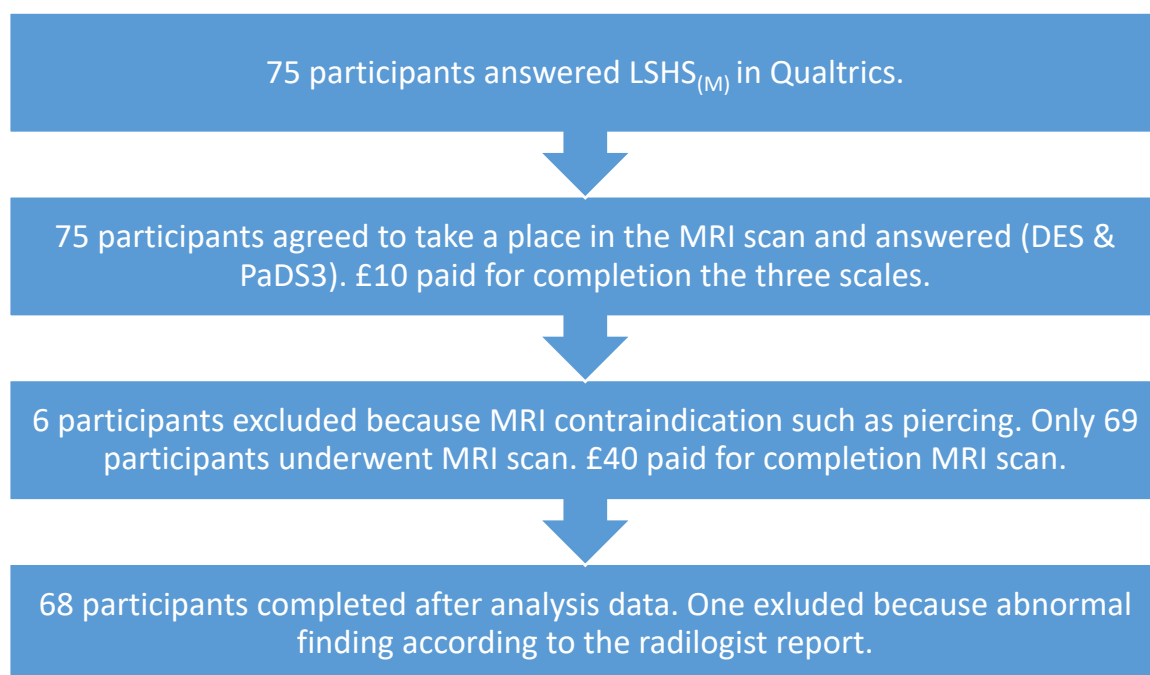 75 participants answered LSHS(M) in Qualtrics.
75 participants agreed to take a place in the MRI scan and answered (DES &
PaDS3). £10 paid for completion the three scales.
6 participants excluded because MRI contraindication such as piercing. Only 69
participants underwent MRI scan. £40 paid for completion MRI scan.
68 participants completed after analysis data. One exluded because abnormal
finding according to the radilogist report.